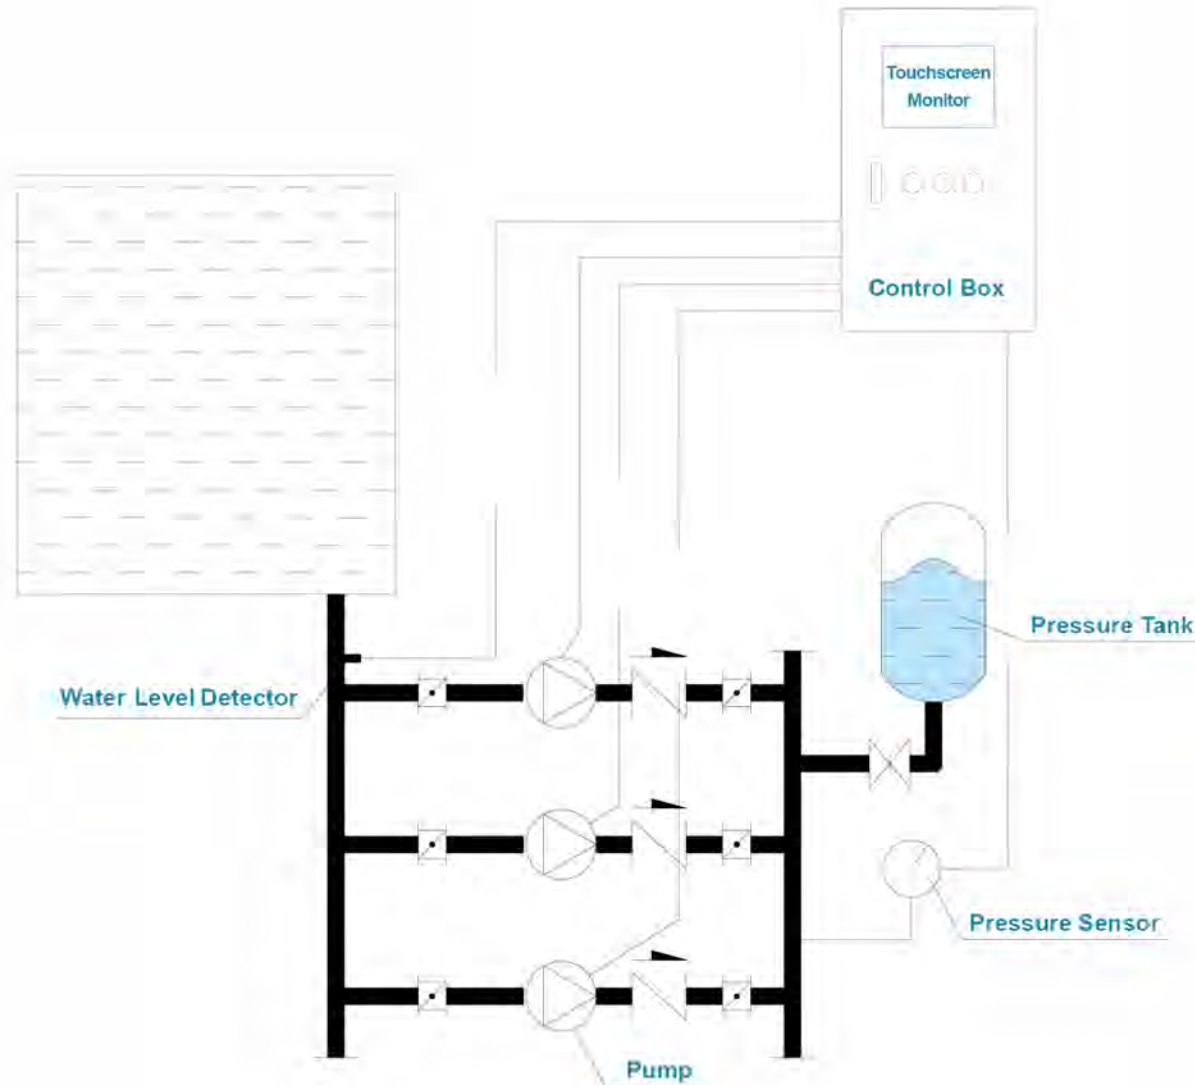 Touchscreen
Monitor
Control Box
Pressure Tank
Water Level Detector
Pressure Sensor
Pump